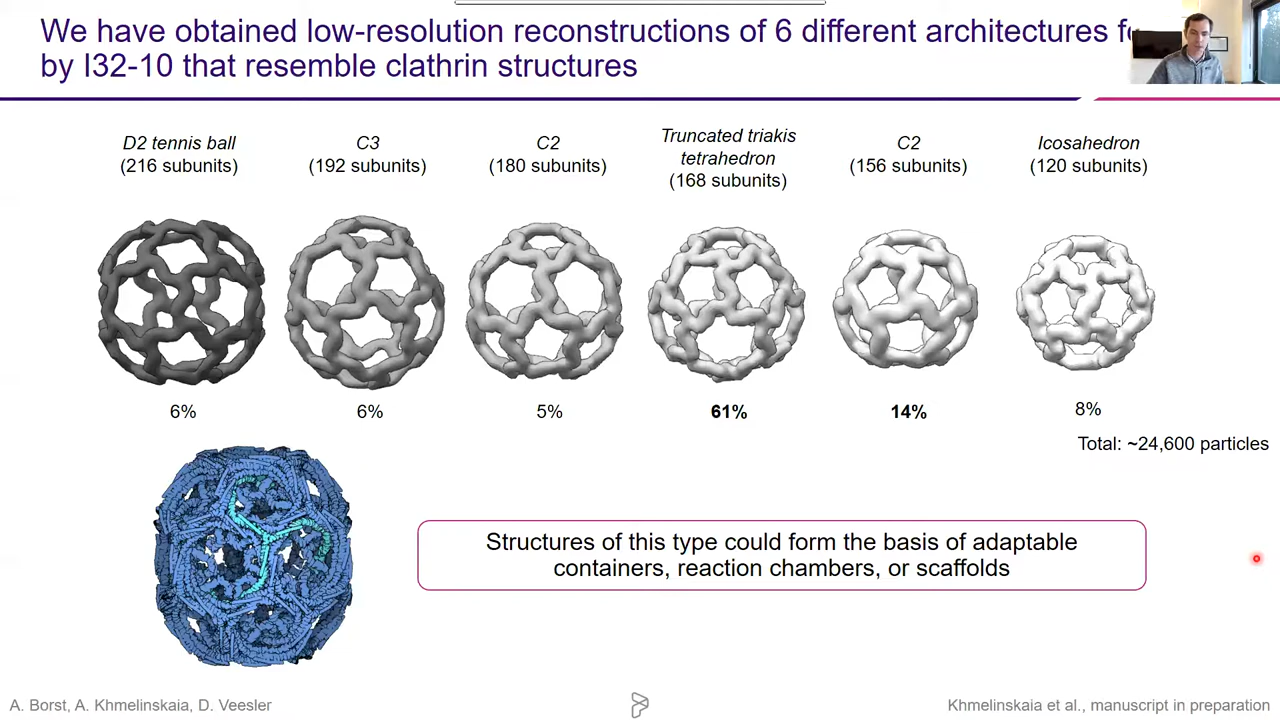 We have obtained low-resolution reconstructions of 6 different architectures
by I32-10 that resemble clathrin structures
D2 tennis ball
(216 subunits)
C3
(192 subunits)
C2
(180 subunits)
Truncated triakis
tetrahedron
(168 subunits)
C2
(156 subunits)
Icosahedron
(120 subunits)
6%
6%
5%
61%
14%
8%
Total: ~24,600 particles
Structures of this type could form the basis of adaptable
containers, reaction chambers, or scaffolds
A. Borst, A. Khmelinskaia, D. Veesler
Khmelinskaia et al., manuscript in preparation